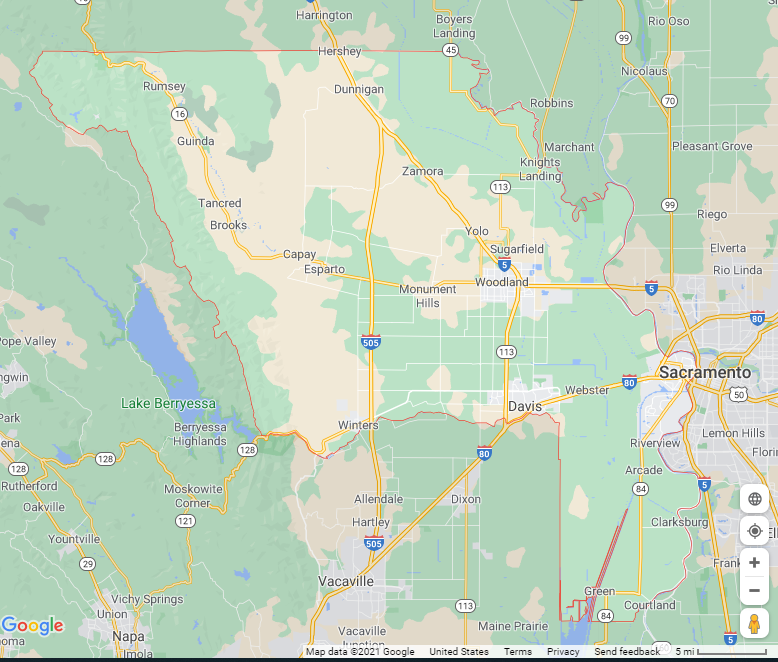 Harrington
Boyers
Landing
Rio Oso
99
Hershey
45
Nicolaus
Rumsey
Dunnigan
70
Robbins
16
Guinda
Marchant
Pleasant Grove
Knights
Landing
Zamora
113
Tancred
99
Riego
Brooks
Yolo
Sugarfield
Elverta
Capay
5
Rio Linda
Esparto
Woodland
5
Monument
Hills
80
Pope Valley
505
113
Sacramento
ngwin
80
Webster
50
Park
Lake Berryessa
Davis
Winters
Berryessa
Highlands
Lemon Hills
ena
Riverview
128
80
Florin
128
128
Arcade
Rutherford
Moskowite
Corner
84
5
Oakville
Allendale
Dixon
121
Hartley
Clarksburg
Yountville
505
29
Frank
Vacaville
Green
Vichy Springs
113
Courtland
Union
84
Google
Maine Prairie
Napa
Vacaville
Junction
5
oma
Imola
Map data ©2021 Google United States Terms Privacy Send feedback 5 mi